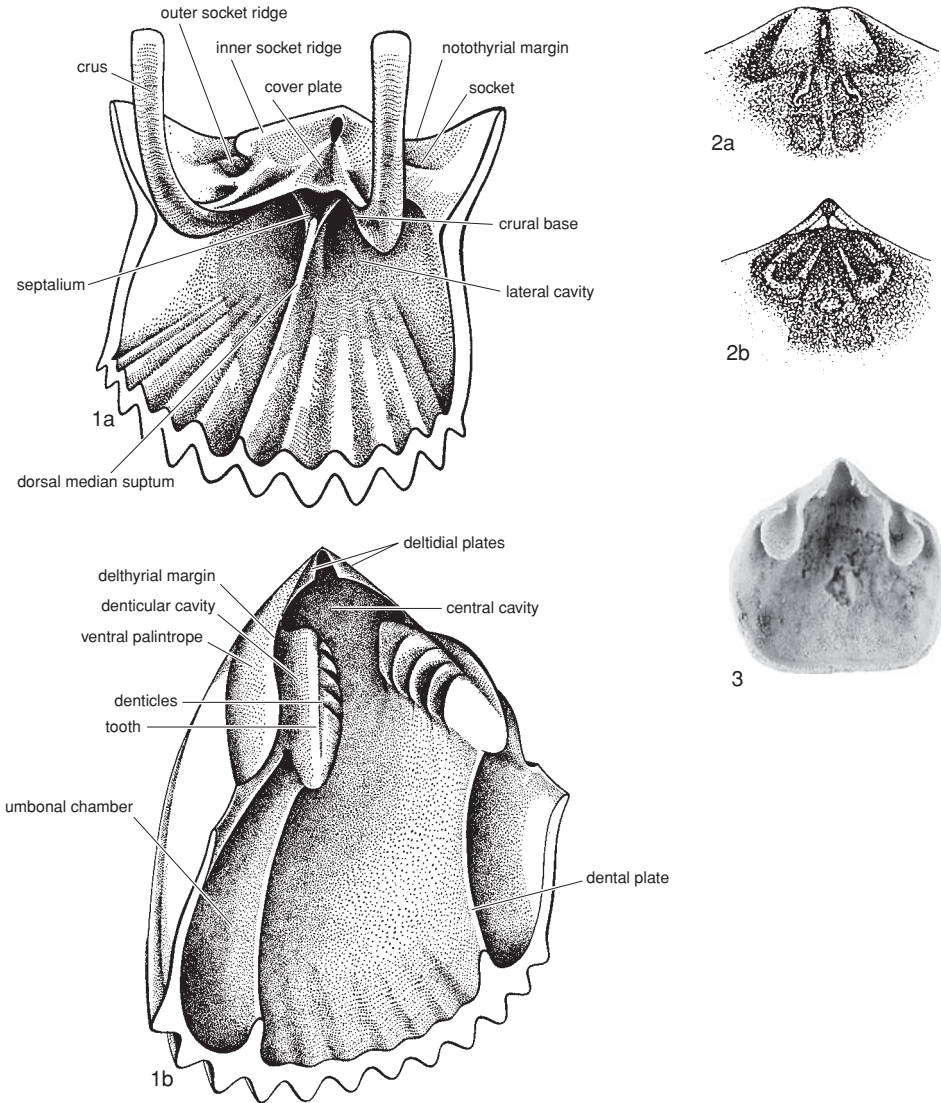 outer socket ridge
inner socket ridge
notothyrial margin
crus
cover plate
socket
2a
crural base
septalium
lateral cavity
2b
1a
dorsal median suptum
deltidial plates
delthyrial margin
denticular cavity
central cavity
ventral palintrope
3
denticles
tooth
umbonal chamber
dental plate
1b